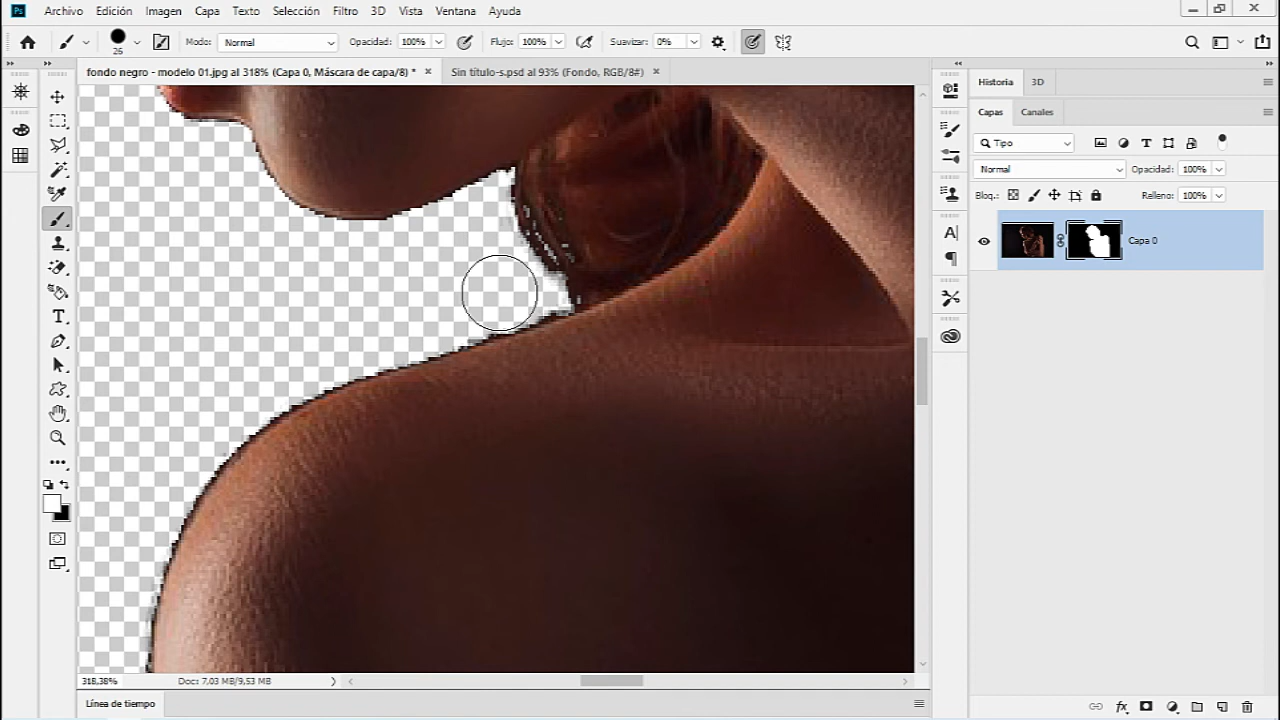 Ps Archivo Edición Imagen Capa Texto Selección Filtro 3D Vista Ventana Ayuda
26 Modo: Normal Opacidad: 100% Flujo: 100% Suavizar: 0%
fondo negro - modelo 01.jpg al 318% (Capa 0, Máscara de capa/8) * × Sin título-s.psd al 93% (Fondo, RGB/8#) ×
Historia 3D
Capas Canales
Tipo
Normal Opacidad: 100%
Bloq.: Relleno: 100%
Capa 0
318,38% Doc: 7,03 MB/9,53 MB
Línea de tiempo